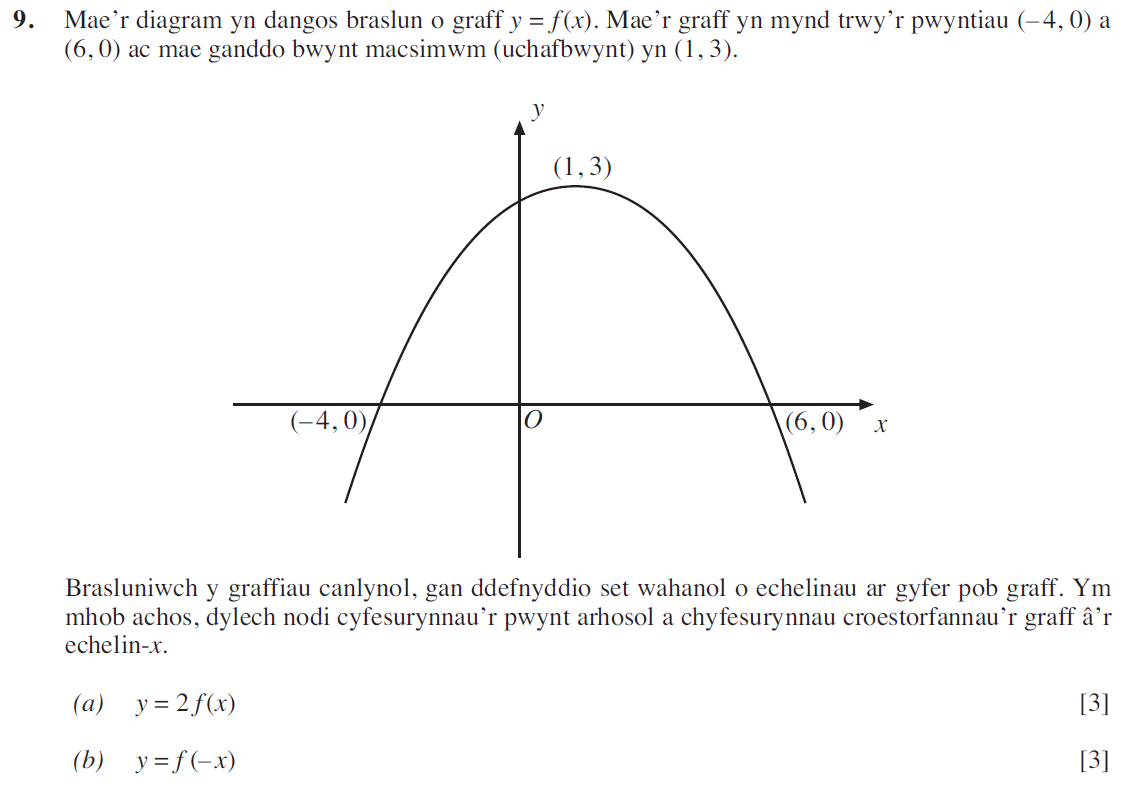 9. Mae’r diagram yn dangos braslun o graff y = f(x). Mae’r graff yn mynd trwy’r pwyntiau (–4, 0) a
(6, 0) ac mae ganddo bwynt macsimwm (uchafbwynt) yn (1, 3).
y
(1, 3)
(–4, 0)
O
(6, 0)
x
Brasluniwch y graffiau canlynol, gan ddefnyddio set wahanol o echelinau ar gyfer pob graff. Ym
mhob achos, dylech nodi cyfesurynnau’r pwynt arhosol a chyfesurynnau croestorfannau’r graff â’r
echelin-x.
(a) y = 2f(x) [3]
(b) y = f(–x) [3]